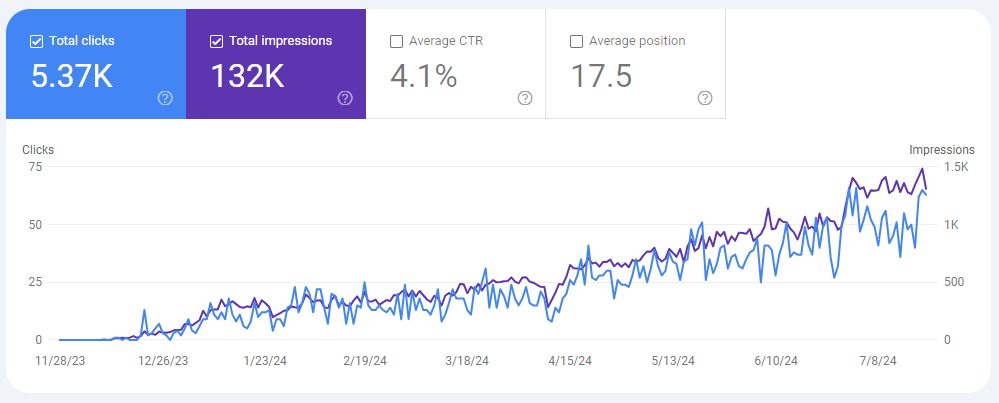 Total clicks
5.37K
Total impressions
132K
Average CTR
4.1%
Average position
17.5
Clicks
Impressions
75
1.5K
50
1K
25
500
0
0
11/28/23
12/26/23
1/23/24
2/19/24
3/18/24
4/15/24
5/13/24
6/10/24
7/8/24